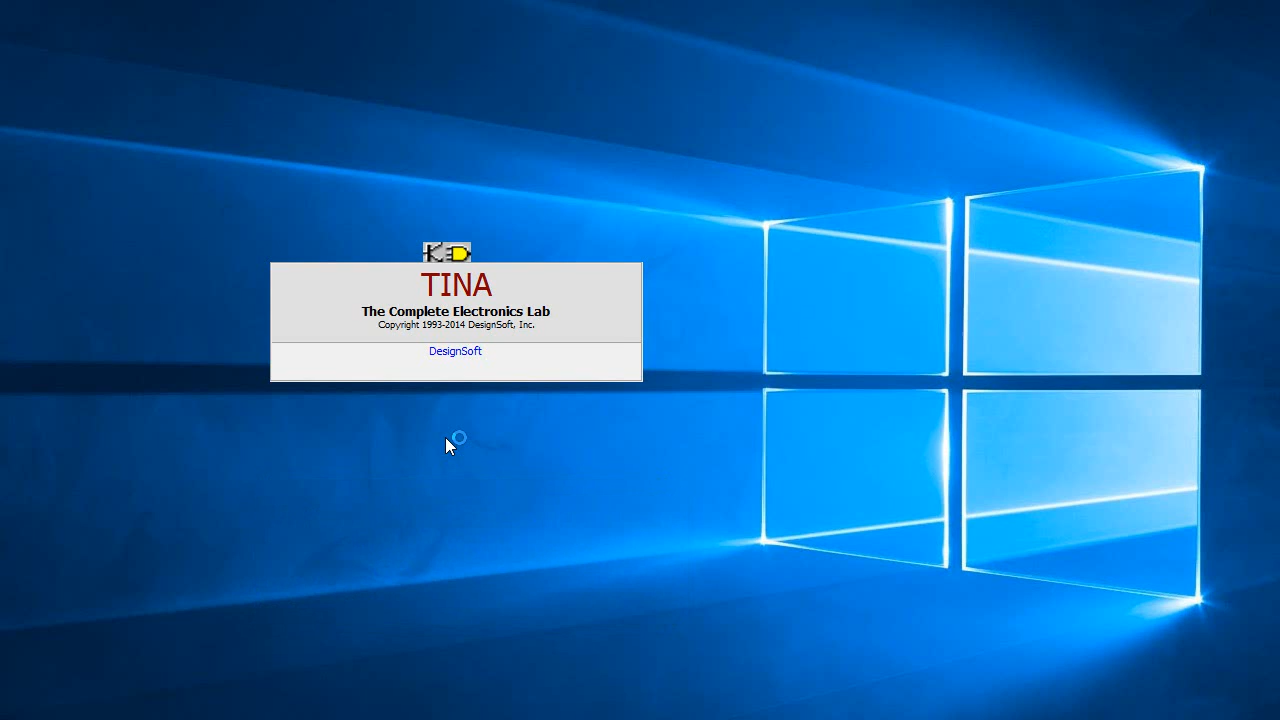 TINA
The Complete Electronics Lab
Copyright 1993-2014 DesignSoft, Inc.
DesignSoft